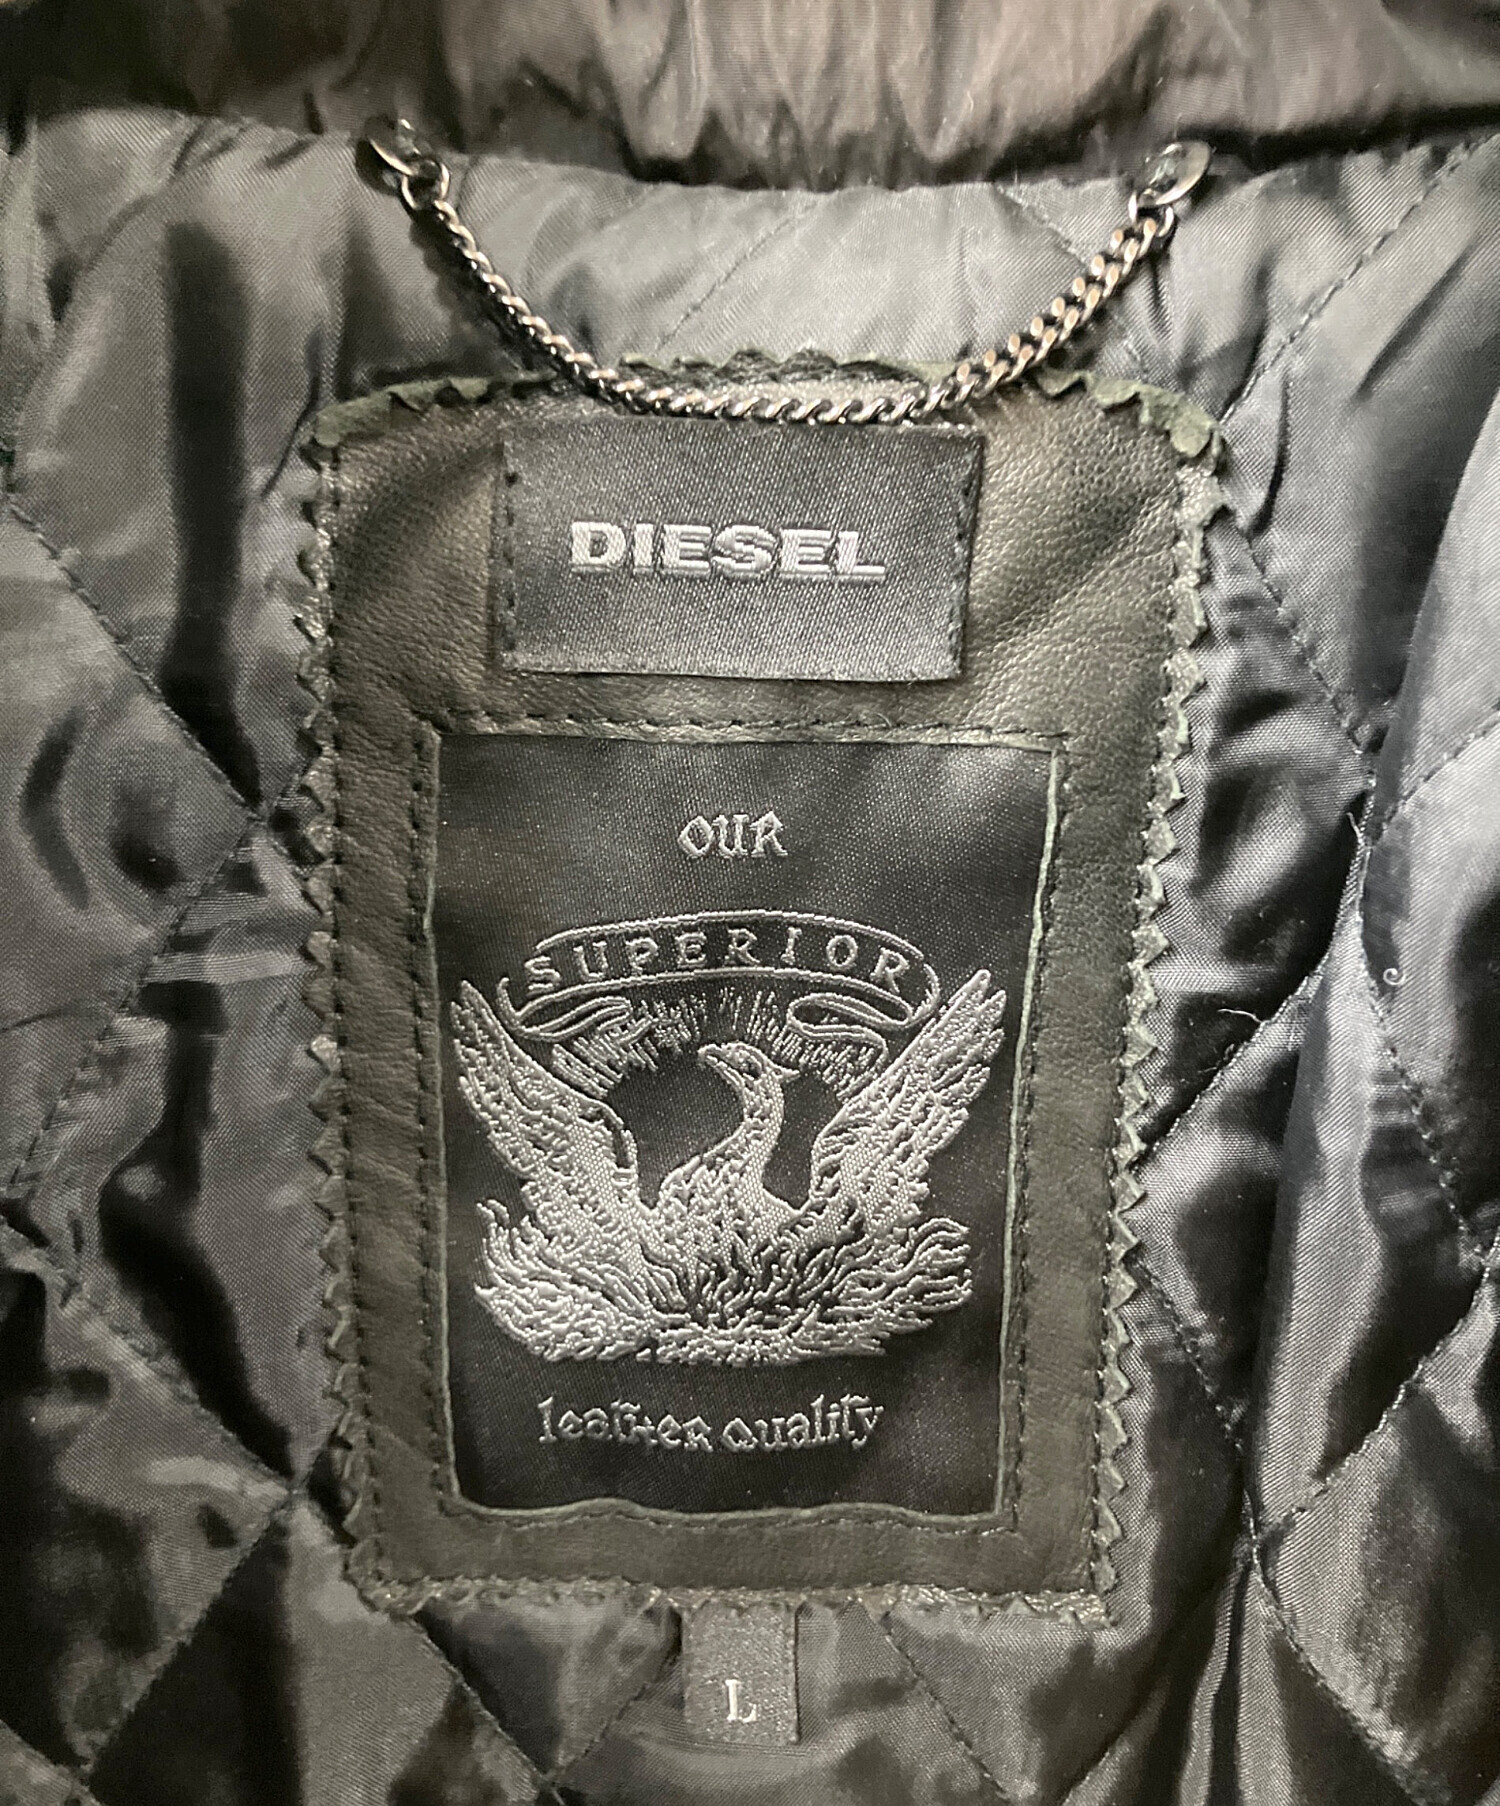 DIESEL
OUR
SUPERIOR
leather quality
L